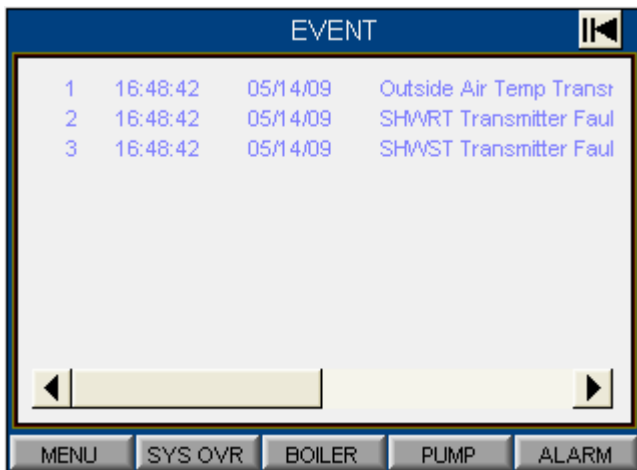 EVENT
1 16:48:42 05/14/09 Outside Air Temp Transr
2 16:48:42 05/14/09 SHWRT Transmitter Faul
3 16:48:42 05/14/09 SHWST Transmitter Faul
MENU SYS OVR BOILER PUMP ALARM